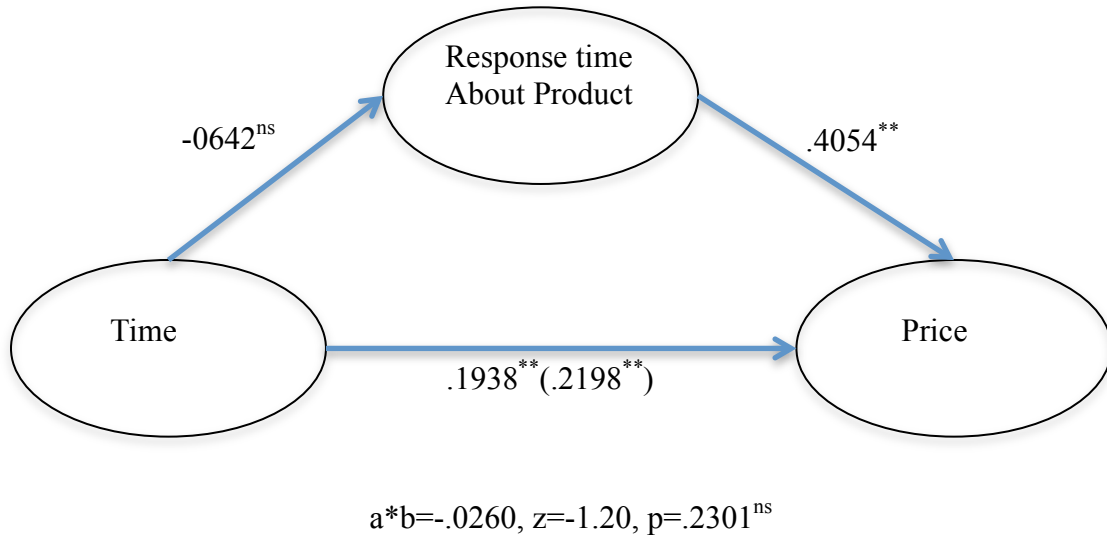 Response time
About Product
-0642ns
.4054**
Time
Price
.1938**(.2198**)
a*b=-.0260, z=-1.20, p=.2301ns